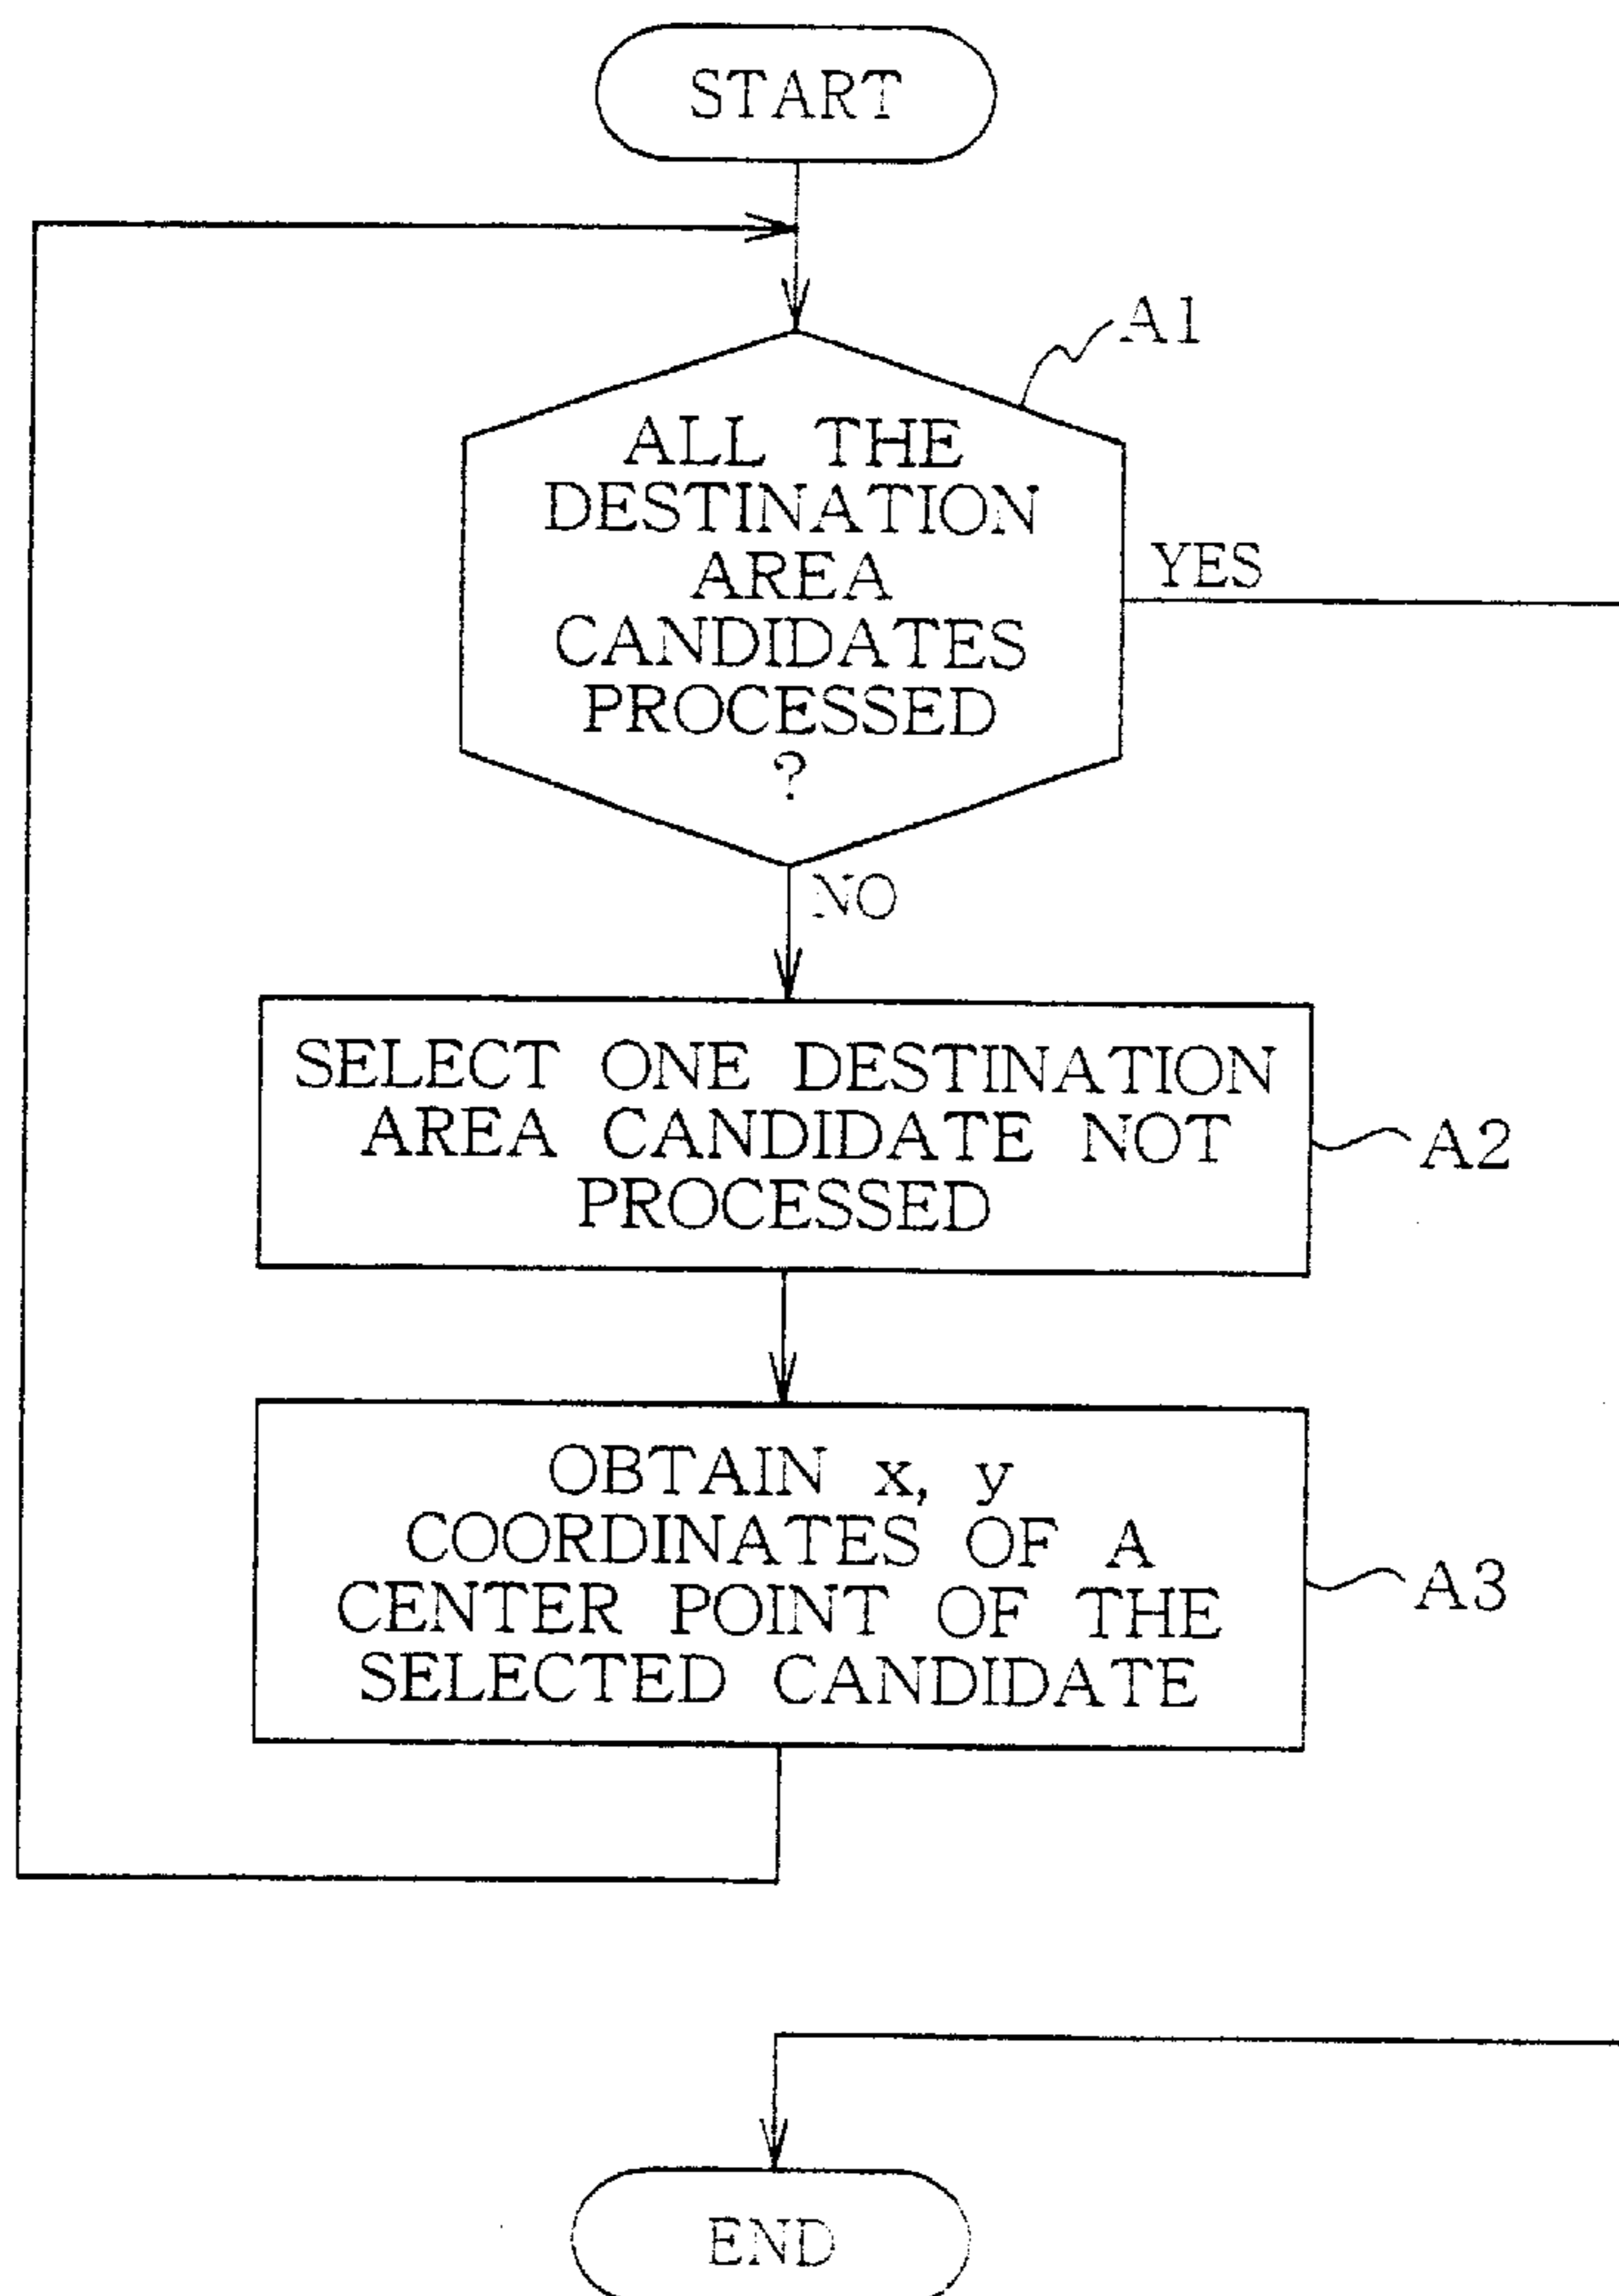 START
A1
ALL THE
DESTINATION
AREA
CANDIDATES
PROCESSED
?
YES
NO
SELECT ONE DESTINATION
AREA CANDIDATE NOT
PROCESSED
A2
OBTAIN x, y
COORDINATES OF A
CENTER POINT OF THE
SELECTED CANDIDATE
A3
END